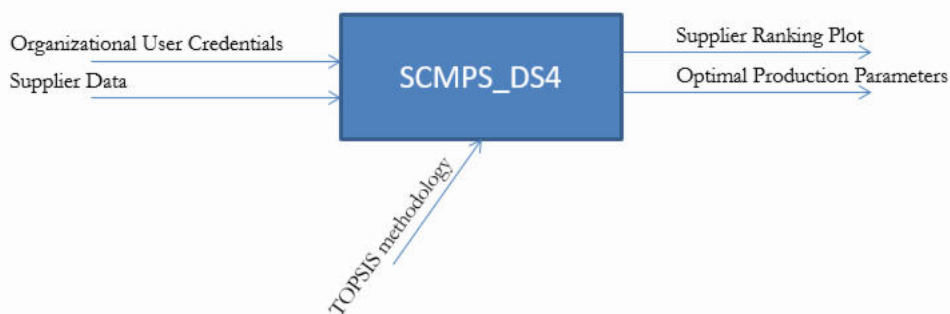 Organizational User Credentials
Supplier Data
SCMPS_DS4
Supplier Ranking Plot
Optimal Production Parameters
TOPSIS methodology